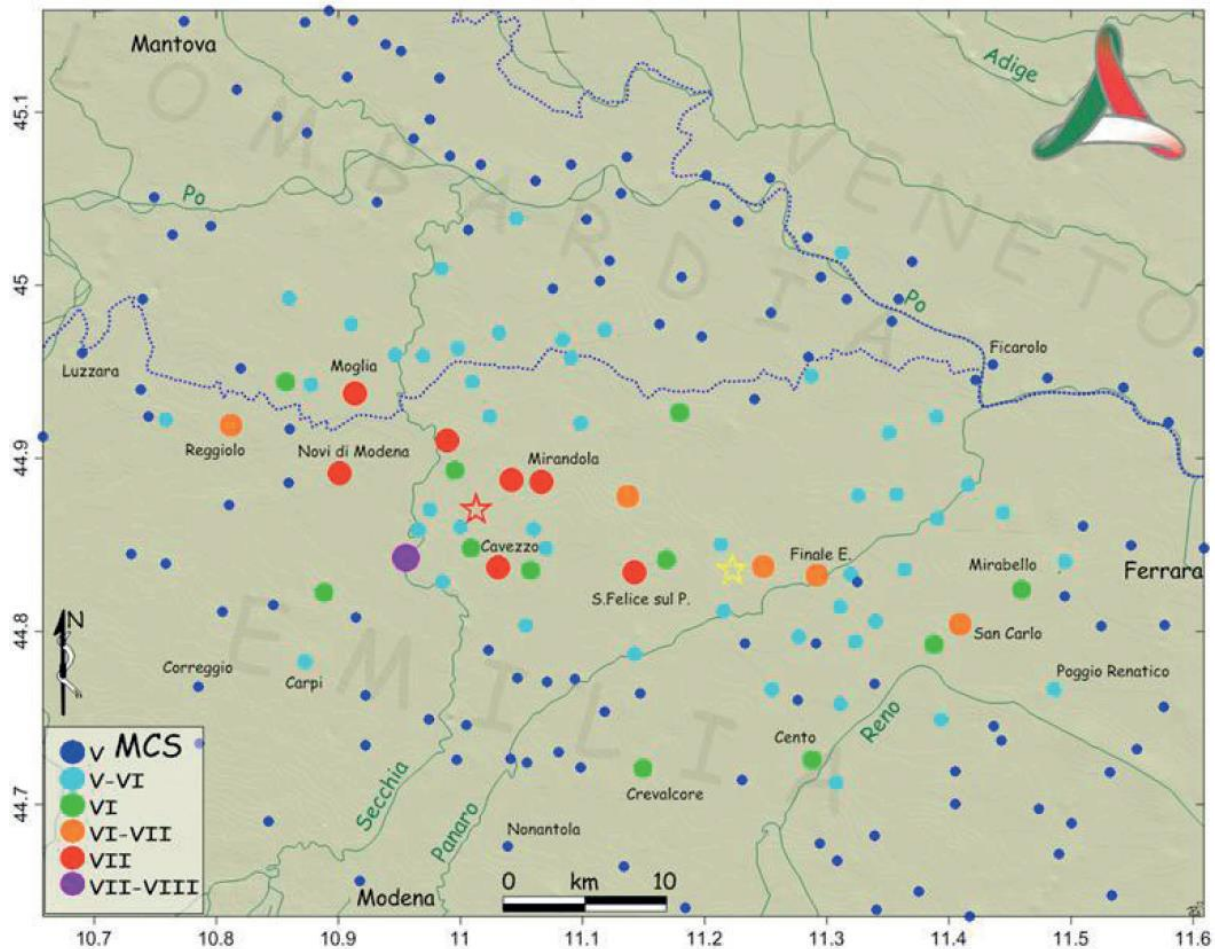 Mantova
Adige
LOMBARDIA
VENETO
Po
Po
Ficarolo
Luzzara
Moglia
Reggiolo
Novi di Modena
Mirandola
Cavezzo
Finale E.
Mirabello
Ferrara
S.Felice sul P.
San Carlo
N
EMILIA
Correggio
Carpi
Poggio Renatico
Cento
Reno
Crevalcore
Secchia
Panaro
Nonantola
Modena
MCS
V
V-VI
VI
VI-VII
VII
VII-VIII
0 km 10
45.1
45
44.9
44.8
44.7
10.7 10.8 10.9 11 11.1 11.2 11.3 11.4 11.5 11.6